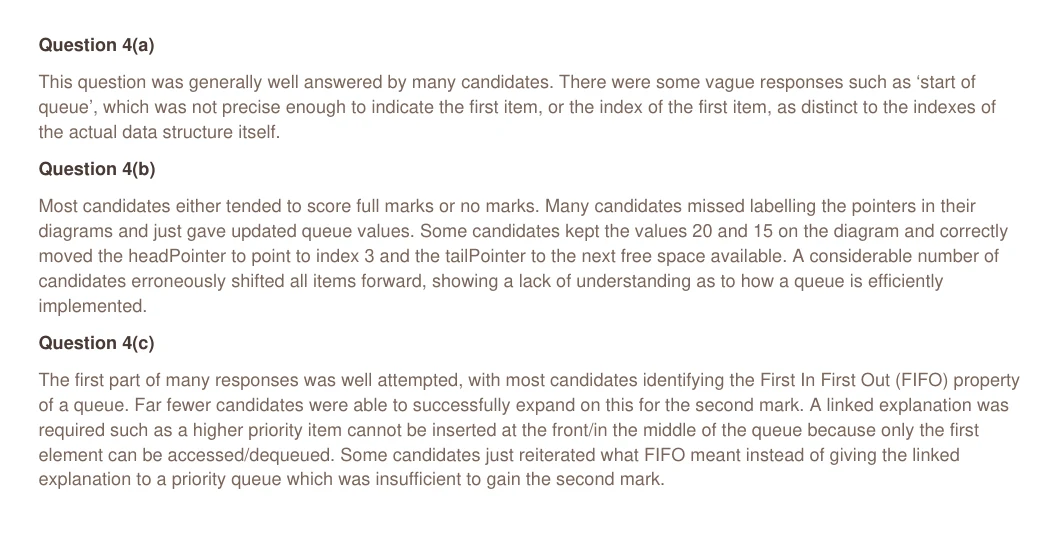 Question 4(a)
This question was generally well answered by many candidates. There were some vague responses such as ‘start of
queue’, which was not precise enough to indicate the first item, or the index of the first item, as distinct to the indexes of
the actual data structure itself.
Question 4(b)
Most candidates either tended to score full marks or no marks. Many candidates missed labelling the pointers in their
diagrams and just gave updated queue values. Some candidates kept the values 20 and 15 on the diagram and correctly
moved the headPointer to point to index 3 and the tailPointer to the next free space available. A considerable number of
candidates erroneously shifted all items forward, showing a lack of understanding as to how a queue is efficiently
implemented.
Question 4(c)
The first part of many responses was well attempted, with most candidates identifying the First In First Out (FIFO) property
of a queue. Far fewer candidates were able to successfully expand on this for the second mark. A linked explanation was
required such as a higher priority item cannot be inserted at the front/in the middle of the queue because only the first
element can be accessed/dequeued. Some candidates just reiterated what FIFO meant instead of giving the linked
explanation to a priority queue which was insufficient to gain the second mark.